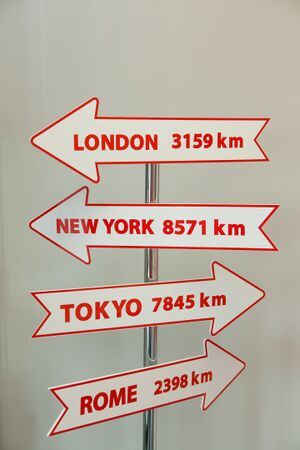 LONDON 3159 km
NEW YORK 8571 km
TOKYO 7845 km
ROME 2398 km